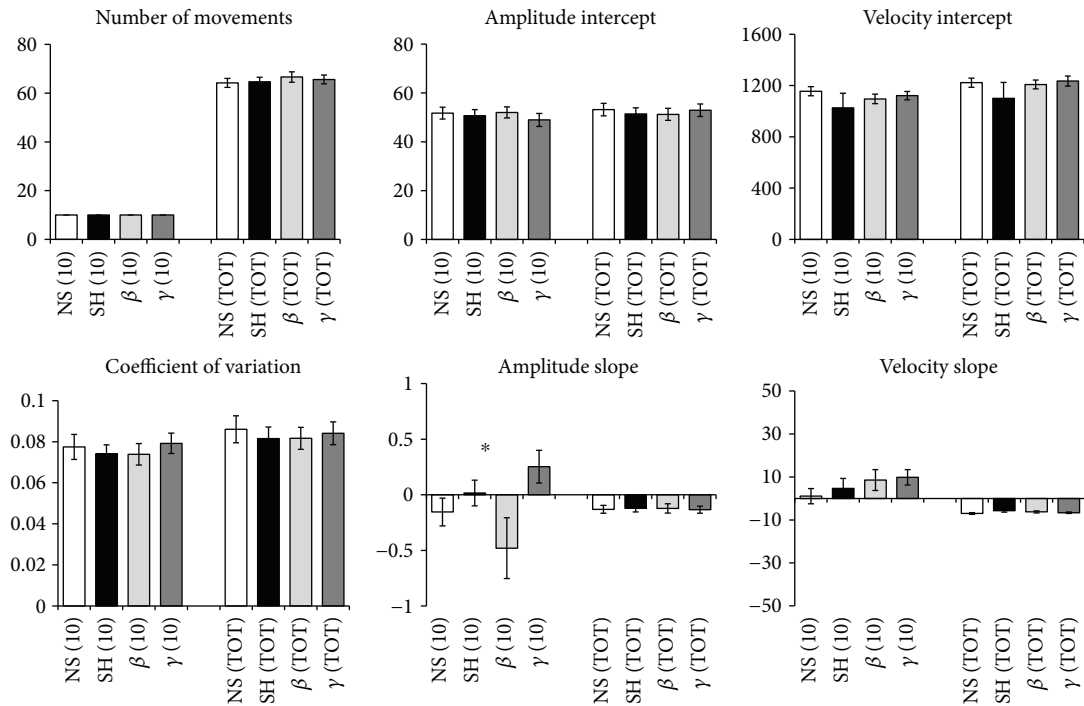 Number of movements
80
60
40
20
0
NS (10)
SH (10)
β (10)
γ (10)
NS (TOT)
SH (TOT)
β (TOT)
γ (TOT)
Amplitude intercept
80
60
40
20
0
NS (10)
SH (10)
β (10)
γ (10)
NS (TOT)
SH (TOT)
β (TOT)
γ (TOT)
Velocity intercept
1600
1200
800
400
0
NS (10)
SH (10)
β (10)
γ (10)
NS (TOT)
SH (TOT)
β (TOT)
γ (TOT)
Coefficient of variation
0.1
0.08
0.06
0.04
0.02
0
NS (10)
SH (10)
β (10)
γ (10)
NS (TOT)
SH (TOT)
β (TOT)
γ (TOT)
Amplitude slope
1
0.5
0
−0.5
−1
*
NS (10)
SH (10)
β (10)
γ (10)
NS (TOT)
SH (TOT)
β (TOT)
γ (TOT)
Velocity slope
50
30
10
−10
−30
−50
NS (10)
SH (10)
β (10)
γ (10)
NS (TOT)
SH (TOT)
β (TOT)
γ (TOT)